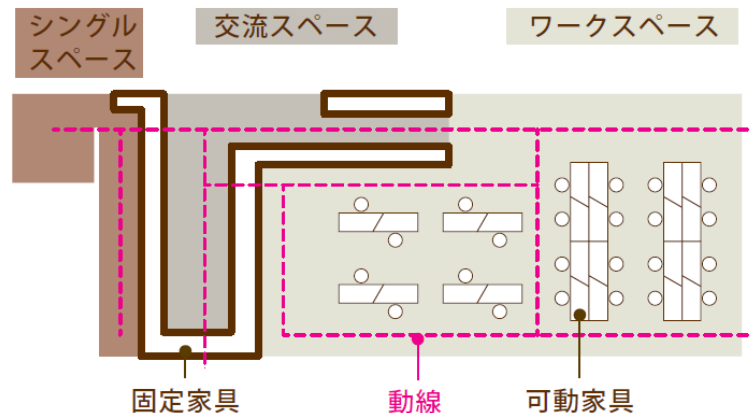 シングル
スペース
交流スペース
ワークスペース
固定家具
動線
可動家具